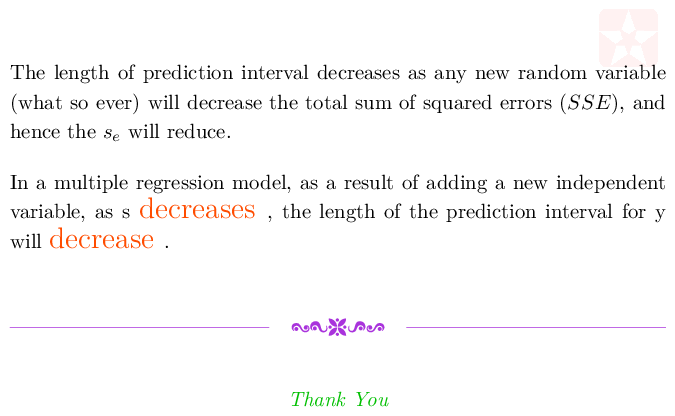 The length of prediction interval decreases as any new random variable
(what so ever) will decrease the total sum of squared errors (SSE), and
hence the sₑ will reduce.
In a multiple regression model, as a result of adding a new independent
variable, as s decreases , the length of the prediction interval for y
will decrease .
Thank You